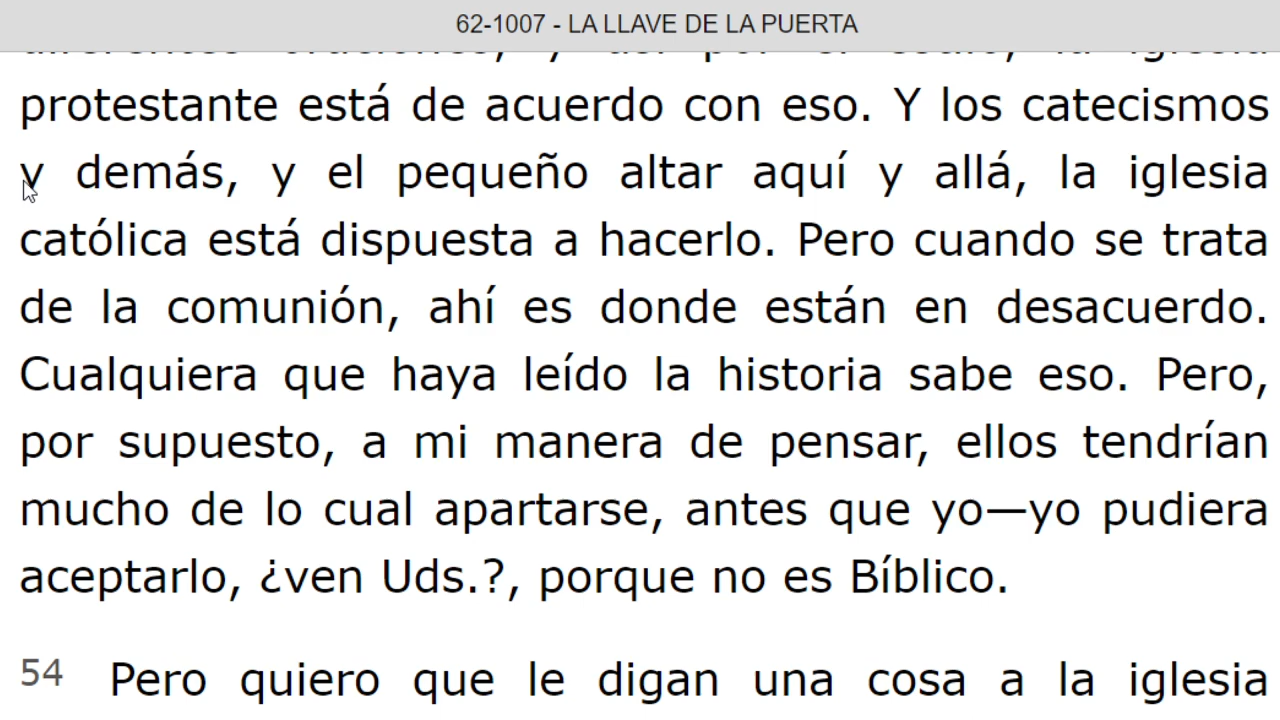 62-1007 - LA LLAVE DE LA PUERTA
protestante está de acuerdo con eso. Y los catecismos
y demás, y el pequeño altar aquí y allá, la iglesia
católica está dispuesta a hacerlo. Pero cuando se trata
de la comunión, ahí es donde están en desacuerdo.
Cualquiera que haya leído la historia sabe eso. Pero,
por supuesto, a mi manera de pensar, ellos tendrían
mucho de lo cual apartarse, antes que yo—yo pudiera
aceptarlo, ¿ven Uds.?, porque no es Bíblico.
54 Pero quiero que le digan una cosa a la iglesia